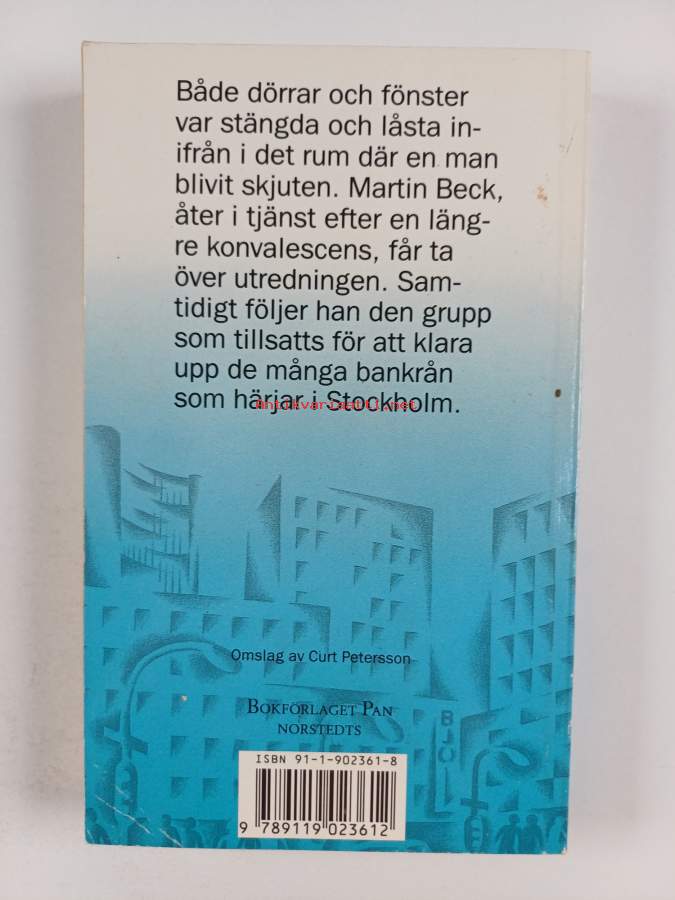 Både dörrar och fönster
var stängda och låsta in-
ifrån i det rum där en man
blivit skjuten. Martin Beck,
åter i tjänst efter en läng-
re konvalescens, får ta
över utredningen. Sam-
tidigt följer han den grupp
som tillsatts för att klara
upp de många bankrån
som härjar i Stockholm.
Antikvariaatti.net
Omslag av Curt Petersson
BOKFÖRLAGET PAN
NORSTEDTS
BJÖL
ISBN 91-1-902361-8
9 789119 023612